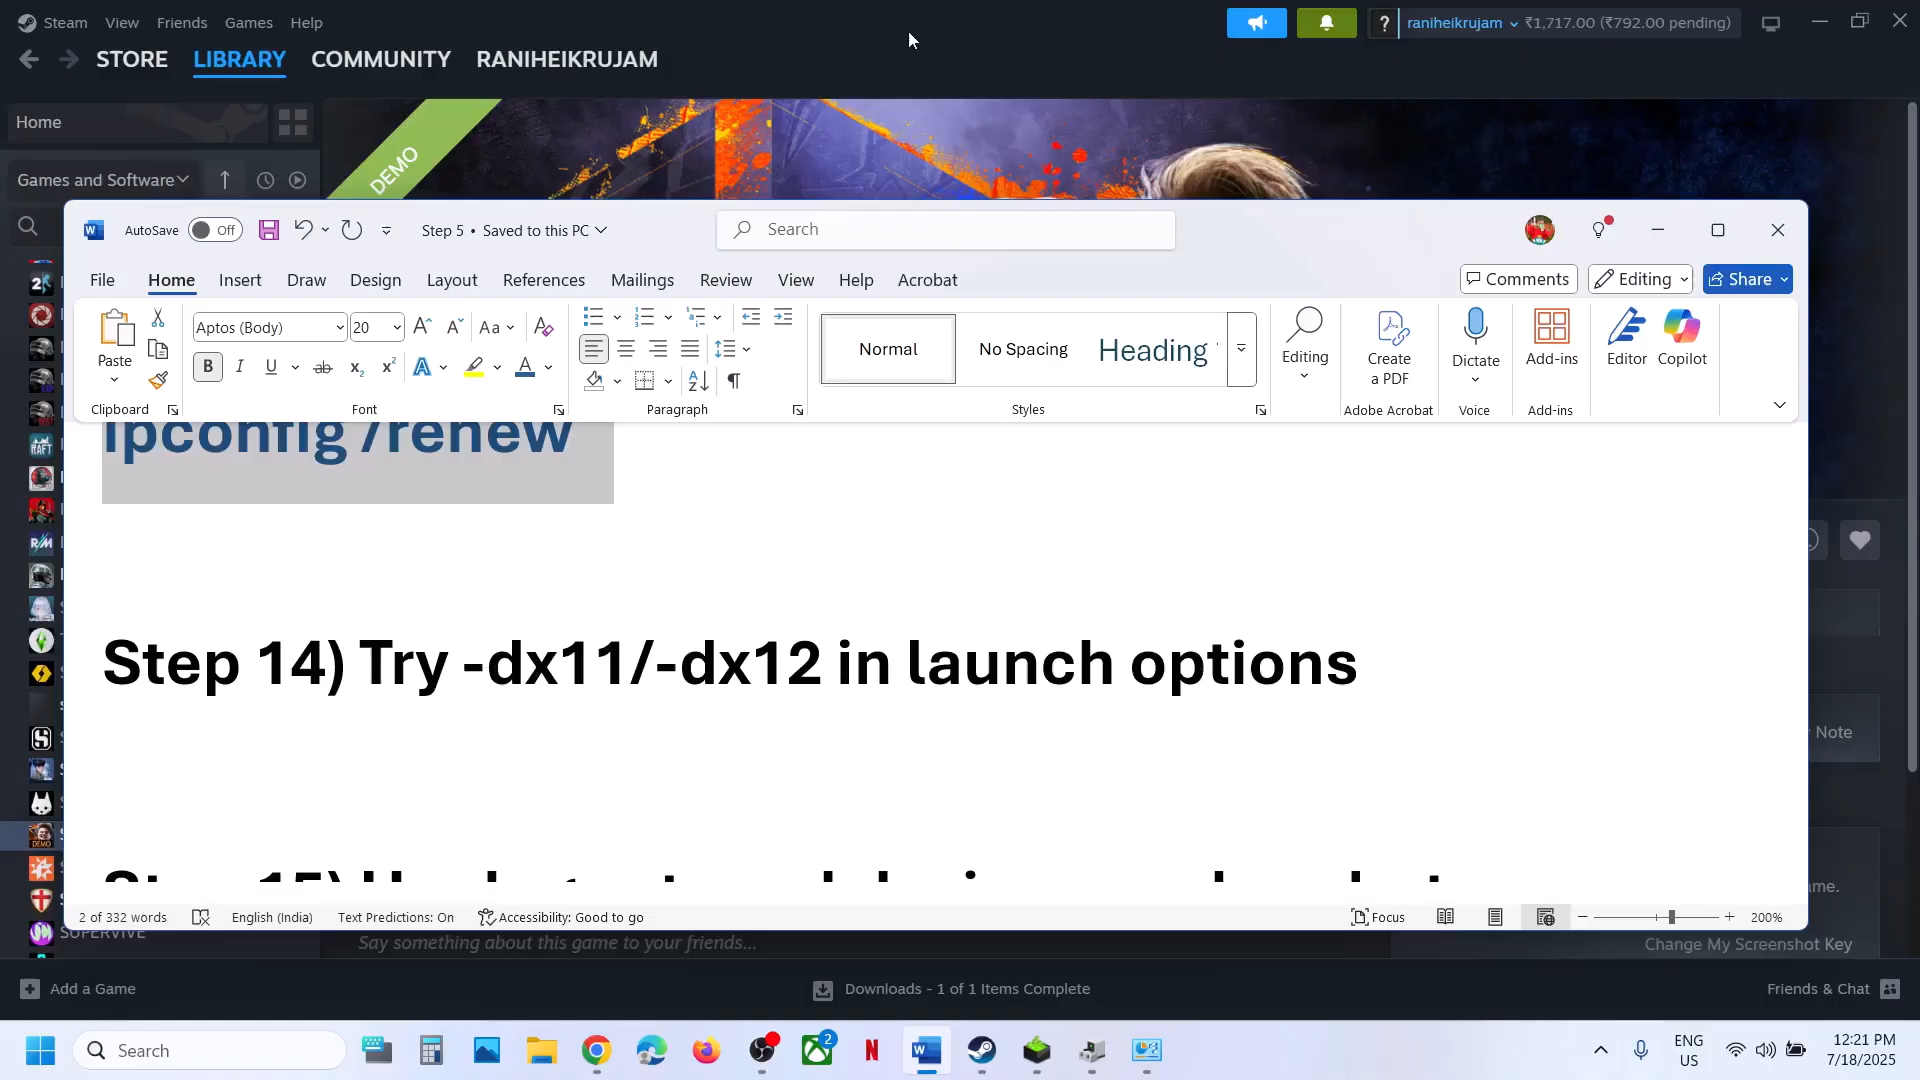 Steam View Friends Games Help
? raniheikrujam ₹1,717.00 (₹792.00 pending)
STORE LIBRARY COMMUNITY RANIHEIKRUJAM
Home
DEMO
Games and Software
AutoSave Off Step 5 • Saved to this PC Search
File Home Insert Draw Design Layout References Mailings Review View Help Acrobat
Comments Editing Share
Paste
Aptos (Body) 20
Normal No Spacing Heading
Editing
Create a PDF
Dictate
Add-ins
Editor
Copilot
Clipboard Font Paragraph Styles Adobe Acrobat Voice Add-ins
ipconfig /renew
Step 14) Try -dx11/-dx12 in launch options
Note
me.
2 of 332 words English (India) Text Predictions: On Accessibility: Good to go Focus 200%
SUPERVIVE
Say something about this game to your friends...
Change My Screenshot Key
Add a Game Downloads - 1 of 1 Items Complete Friends & Chat
Search
2
ENG
US
12:21 PM
7/18/2025